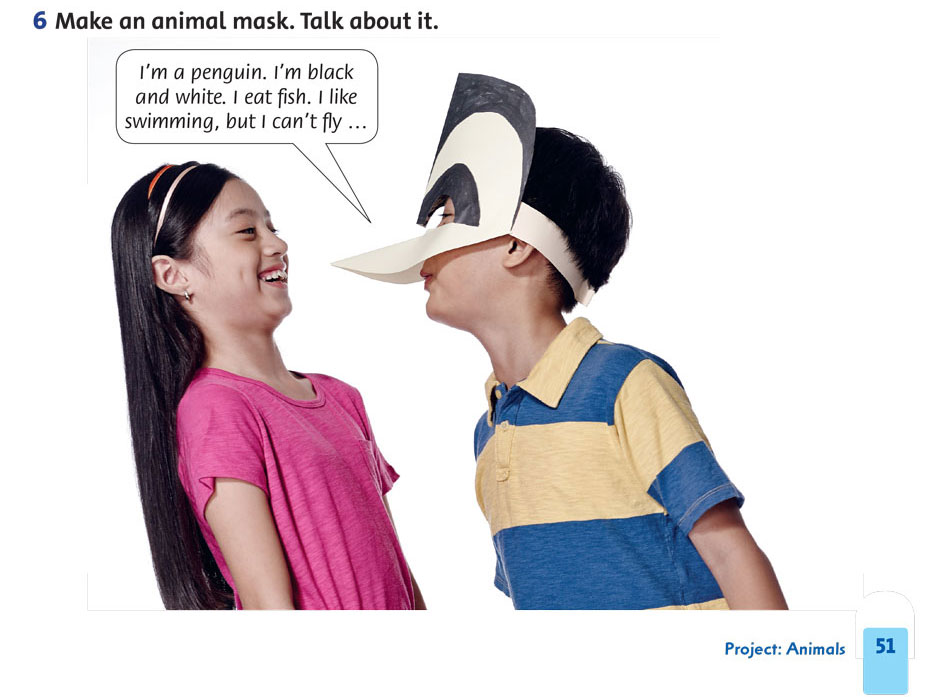 6 Make an animal mask. Talk about it.
I'm a penguin. I'm black
and white. I eat fish. I like
swimming, but I can't fly ...
Project: Animals 51